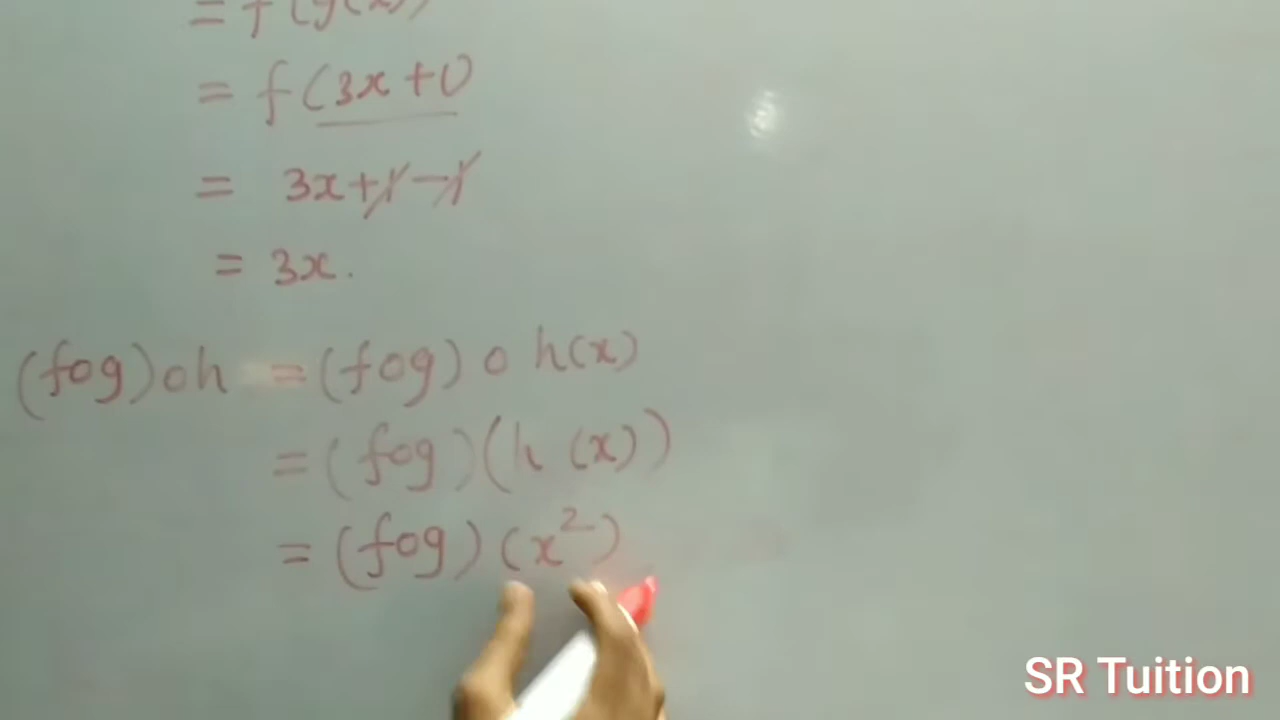 = f(g(x))
= f(3x+1)
= 3x+1-1
= 3x.
(fog)oh = (fog) o h(x)
= (fog)(h(x))
= (fog)(x²)
SR Tuition